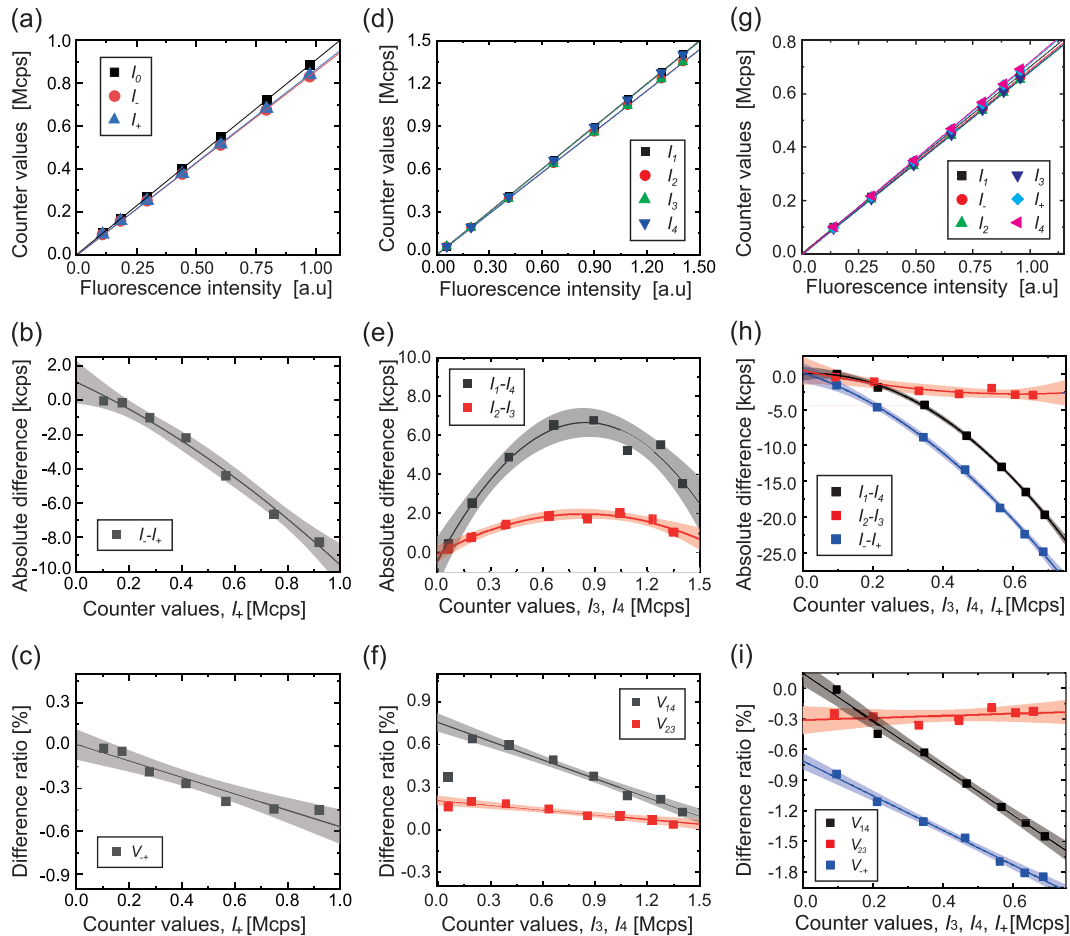 (a)
Counter values [Mcps]
1.0
0.8
0.6
0.4
0.2
0.0
I0
I-
I+
0.00 0.25 0.50 0.75 1.00
Fluorescence intensity [a.u]
(d)
Counter values [Mcps]
1.5
1.2
0.9
0.6
0.3
0.0
I1
I2
I3
I4
0.00 0.30 0.60 0.90 1.20 1.50
Fluorescence intensity [a.u]
(g)
Counter values [Mcps]
0.8
0.6
0.4
0.2
0.0
I1 I3
I- I+
I2 I4
0.00 0.25 0.50 0.75 1.00
Fluorescence intensity [a.u]
(b)
Absolute difference [kcps]
2.0
0.0
-2.0
-4.0
-6.0
-8.0
-10.0
I--I+
0.0 0.2 0.4 0.6 0.8 1.0
Counter values, I+ [Mcps]
(e)
Absolute difference [kcps]
10.0
8.0
6.0
4.0
2.0
0.0
I1-I4
I2-I3
0.0 0.3 0.6 0.9 1.2 1.5
Counter values, I3, I4 [Mcps]
(h)
Absolute difference [kcps]
0.0
-5.0
-10.0
-15.0
-20.0
-25.0
I1-I4
I2-I3
I--I+
0.0 0.2 0.4 0.6
Counter values, I3, I4, I+[Mcps]
(c)
Difference ratio [%]
0.3
0.0
-0.3
-0.6
-0.9
V-+
0.0 0.2 0.4 0.6 0.8 1.0
Counter values, I+ [Mcps]
(f)
Difference ratio [%]
0.9
0.6
0.3
0.0
-0.3
V14
V23
0.0 0.3 0.6 0.9 1.2 1.5
Counter values, I3, I4 [Mcps]
(i)
Difference ratio [%]
0.0
-0.3
-0.6
-0.9
-1.2
-1.5
-1.8
V14
V23
V-+
0.0 0.2 0.4 0.6
Counter values, I3, I4, I+[Mcps]